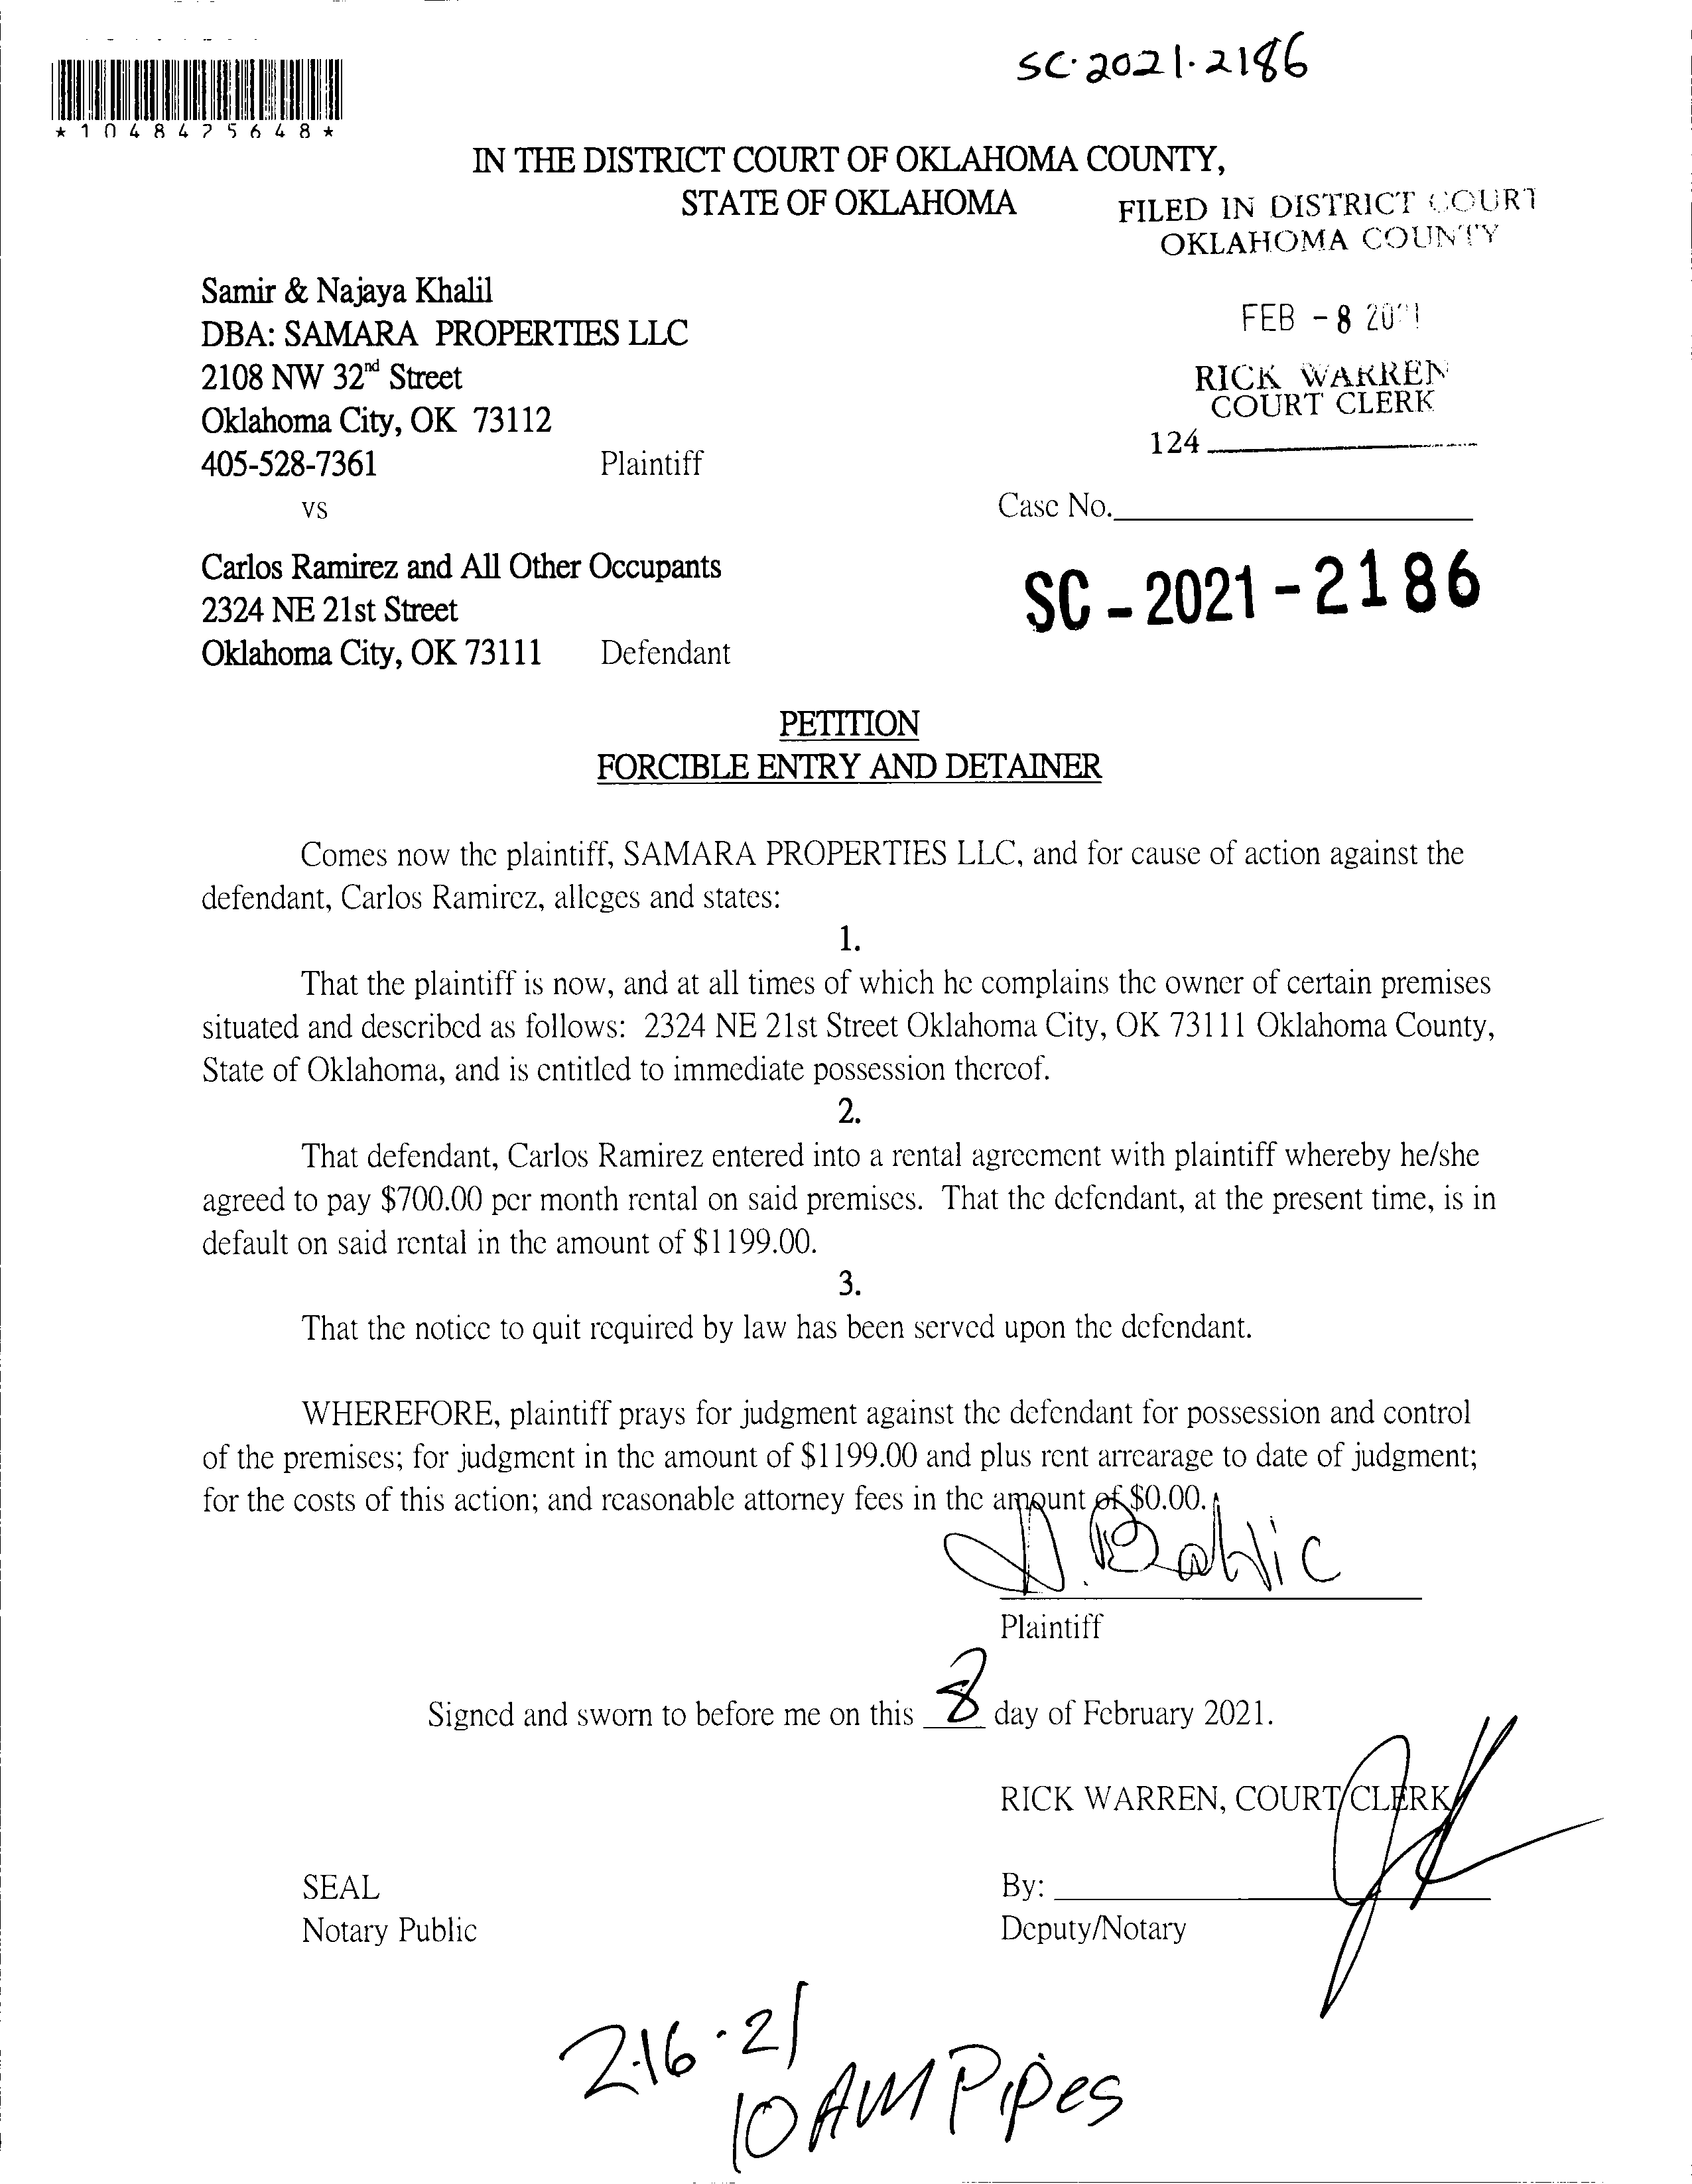 SC-2021-2186
*1048425648*
IN THE DISTRICT COURT OF OKLAHOMA COUNTY,
STATE OF OKLAHOMA
FILED IN DISTRICT COURT
OKLAHOMA COUNTY
Samir & Najaya Khalil
DBA: SAMARA PROPERTIES LLC
2108 NW 32nd Street
Oklahoma City, OK 73112
405-528-7361 Plaintiff
FEB - 8 2021
RICK WARREN
COURT CLERK
124
vs
Case No.
Carlos Ramirez and All Other Occupants
2324 NE 21st Street
Oklahoma City, OK 73111 Defendant
SC - 2021 - 2186
PETITION
FORCIBLE ENTRY AND DETAINER
Comes now the plaintiff, SAMARA PROPERTIES LLC, and for cause of action against the
defendant, Carlos Ramirez, alleges and states:
1.
That the plaintiff is now, and at all times of which he complains the owner of certain premises
situated and described as follows: 2324 NE 21st Street Oklahoma City, OK 73111 Oklahoma County,
State of Oklahoma, and is entitled to immediate possession thereof.
2.
That defendant, Carlos Ramirez entered into a rental agreement with plaintiff whereby he/she
agreed to pay $700.00 per month rental on said premises. That the defendant, at the present time, is in
default on said rental in the amount of $1199.00.
3.
That the notice to quit required by law has been served upon the defendant.
WHEREFORE, plaintiff prays for judgment against the defendant for possession and control
of the premises; for judgment in the amount of $1199.00 and plus rent arrearage to date of judgment;
for the costs of this action; and reasonable attorney fees in the amount of $0.00.
Plaintiff
Signed and sworn to before me on this 8 day of February 2021.
RICK WARREN, COURT CLERK
SEAL
Notary Public
By:
Deputy/Notary
2-16-21
10 AM Pipes